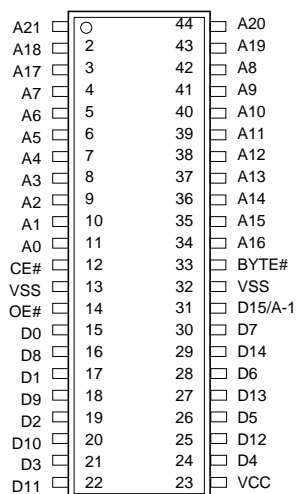 A21 44 A20
A18 2 43 A19
A17 3 42 A8
A7 4 41 A9
A6 5 40 A10
A5 6 39 A11
A4 7 38 A12
A3 8 37 A13
A2 9 36 A14
A1 10 35 A15
A0 11 34 A16
CE# 12 33 BYTE#
VSS 13 32 VSS
OE# 14 31 D15/A-1
D0 15 30 D7
D8 16 29 D14
D1 17 28 D6
D9 18 27 D13
D2 19 26 D5
D10 20 25 D12
D3 21 24 D4
D11 22 23 VCC